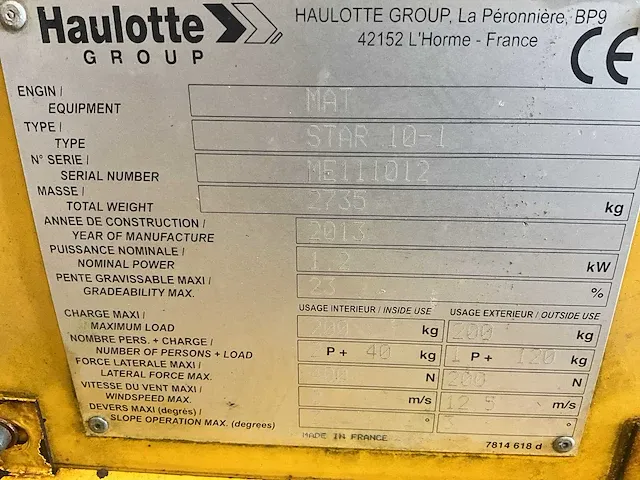 Haulotte
GROUP
HAULOTTE GROUP, La Péronnière, BP9
42152 L'Horme - France
CE
ENGIN /
EQUIPMENT
MAT
TYPE /
TYPE
STAR 10-1
N° SERIE /
SERIAL NUMBER
ME111012
MASSE /
TOTAL WEIGHT
2735 kg
ANNEE DE CONSTRUCTION /
YEAR OF MANUFACTURE
2013
PUISSANCE NOMINALE /
NOMINAL POWER
kW
PENTE GRAVISSABLE MAXI /
GRADEABILITY MAX.
23 %
USAGE INTERIEUR / INSIDE USE USAGE EXTERIEUR / OUTSIDE USE
CHARGE MAXI /
MAXIMUM LOAD
200 kg 200 kg
NOMBRE PERS. + CHARGE /
NUMBER OF PERSONS + LOAD
P + 40 kg 1 P + 120 kg
FORCE LATERALE MAXI /
LATERAL FORCE MAX.
N 200 N
VITESSE DU VENT MAXI /
WINDSPEED MAX.
m/s 12.5 m/s
DEVERS MAXI (degrés) /
SLOPE OPERATION MAX. (degrees)
° °
MADE IN FRANCE
7814 618 d